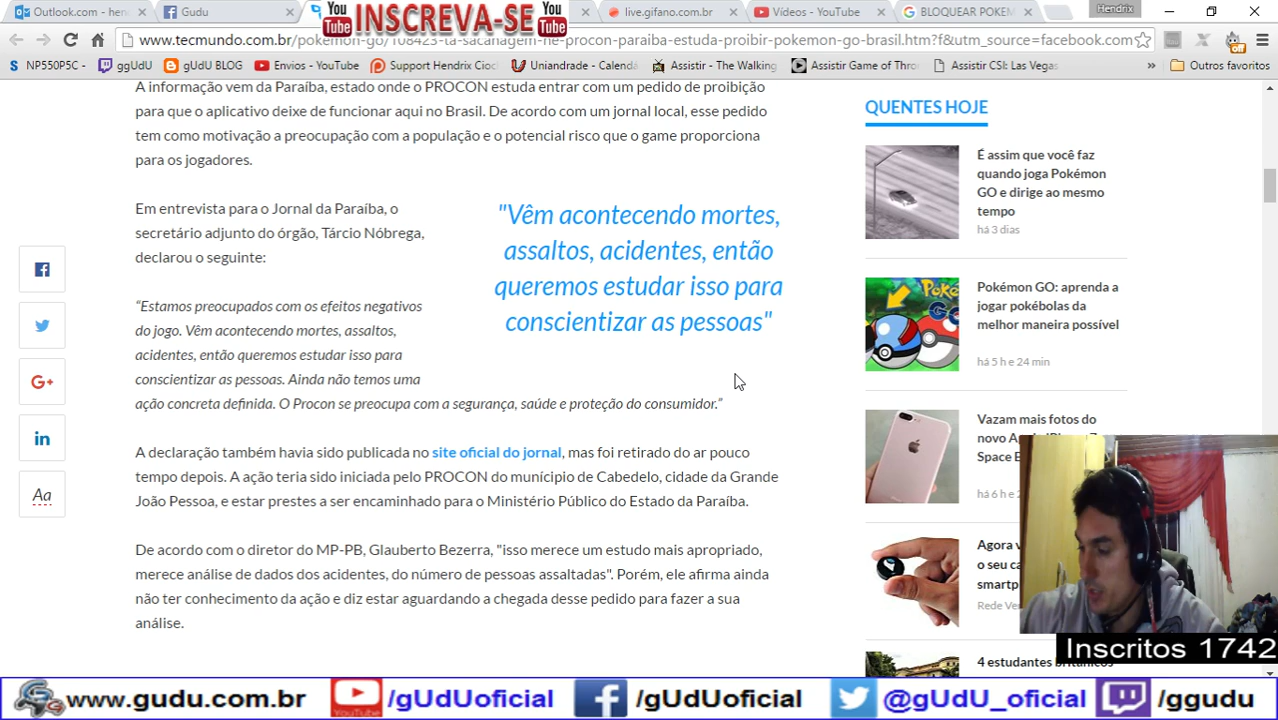 Outlook.com - hen
Gudu
You Tube INSCREVA-SE You Tube
live.gifano.com.br
Vídeos - YouTube
BLOQUEAR POKEM
Hendrix
www.tecmundo.com.br/pokemon-go/108423-ta-sacanagem-ne-procon-paraiba-estuda-proibir-pokemon-go-brasil.htm?f&utm_source=facebook.com
NP550P5C -
ggUdU
gUdU BLOG
Envios - YouTube
Support Hendrix Cioc
Uniandrade - Calend
Assistir - The Walking
Assistir Game of Thro
Assistir CSI: Las Vegas
»
Outros favoritos
off
A informação vem da Paraíba, estado onde o PROCON estuda entrar com um pedido de proibição
para que o aplicativo deixe de funcionar aqui no Brasil. De acordo com um jornal local, esse pedido
tem como motivação a preocupação com a população e o potencial risco que o game proporciona
para os jogadores.
Em entrevista para o Jornal da Paraíba, o
secretário adjunto do órgão, Tárcio Nóbrega,
declarou o seguinte:
"Vêm acontecendo mortes,
assaltos, acidentes, então
queremos estudar isso para
conscientizar as pessoas"
“Estamos preocupados com os efeitos negativos
do jogo. Vêm acontecendo mortes, assaltos,
acidentes, então queremos estudar isso para
conscientizar as pessoas. Ainda não temos uma
ação concreta definida. O Procon se preocupa com a segurança, saúde e proteção do consumidor.”
A declaração também havia sido publicada no site oficial do jornal, mas foi retirado do ar pouco
tempo depois. A ação teria sido iniciada pelo PROCON do munícipio de Cabedelo, cidade da Grande
João Pessoa, e estar prestes a ser encaminhado para o Ministério Público do Estado da Paraíba.
De acordo com o diretor do MP-PB, Glauberto Bezerra, "isso merece um estudo mais apropriado,
merece análise de dados dos acidentes, do número de pessoas assaltadas". Porém, ele afirma ainda
não ter conhecimento da ação e diz estar aguardando a chegada desse pedido para fazer a sua
análise.
G+
in
Aa
QUENTES HOJE
É assim que você faz
quando joga Pokémon
GO e dirige ao mesmo
tempo
há 3 dias
Pokémon GO: aprenda a
jogar pokébolas da
melhor maneira possível
há 5 h e 24 min
Vazam mais fotos do
novo
Space
há 6 h e
Agora
o seu
smartp
Rede
4 estudantes britânicos
Inscritos 1742
www.gudu.com.br
YouTube
/gUdUoficial
/gUdUoficial
@gUdU_oficial
/ggudu